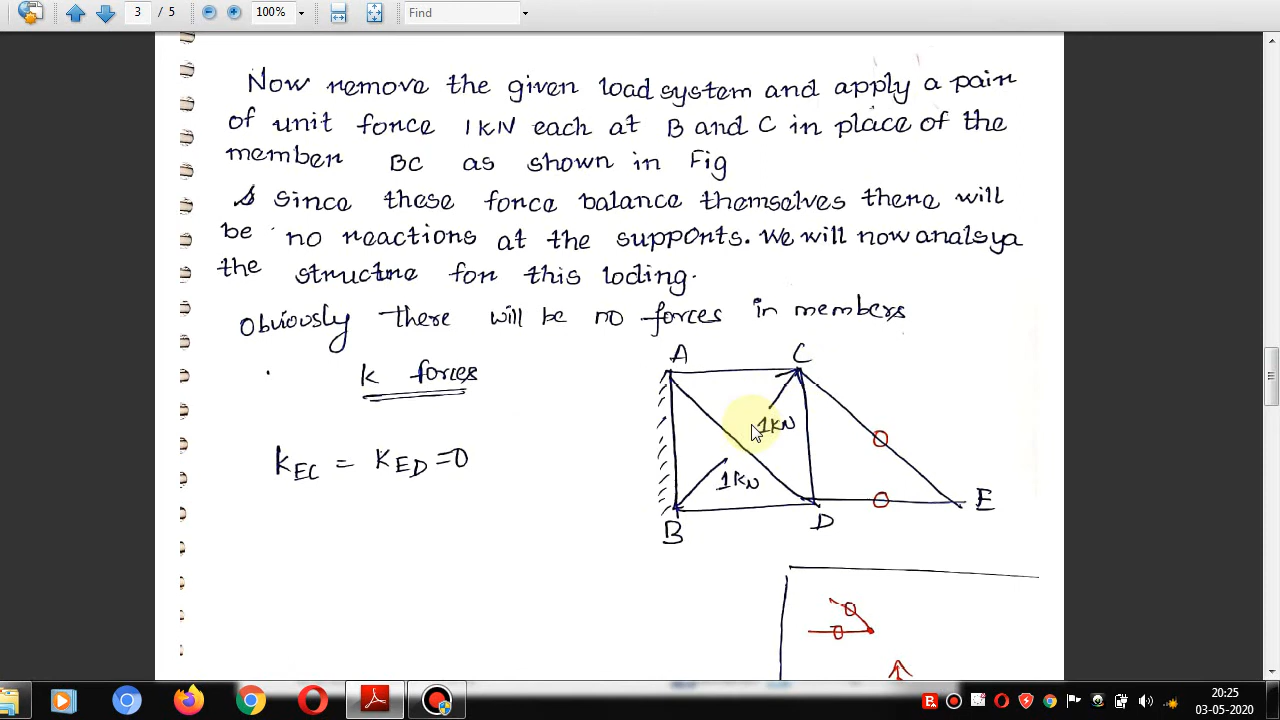 3 / 5 100% Find
Now remove the given load system and apply a pair
of unit force 1KN each at B and C in place of the
member BC as shown in Fig
Since these force balance themselves there will
be no reactions at the supports. We will now analsya
the structure for this loding.
Obviously there will be no forces in members
k forces
A C
1KN
KEC = KED =0
1KN
E
B D
0
0
20:25
03-05-2020